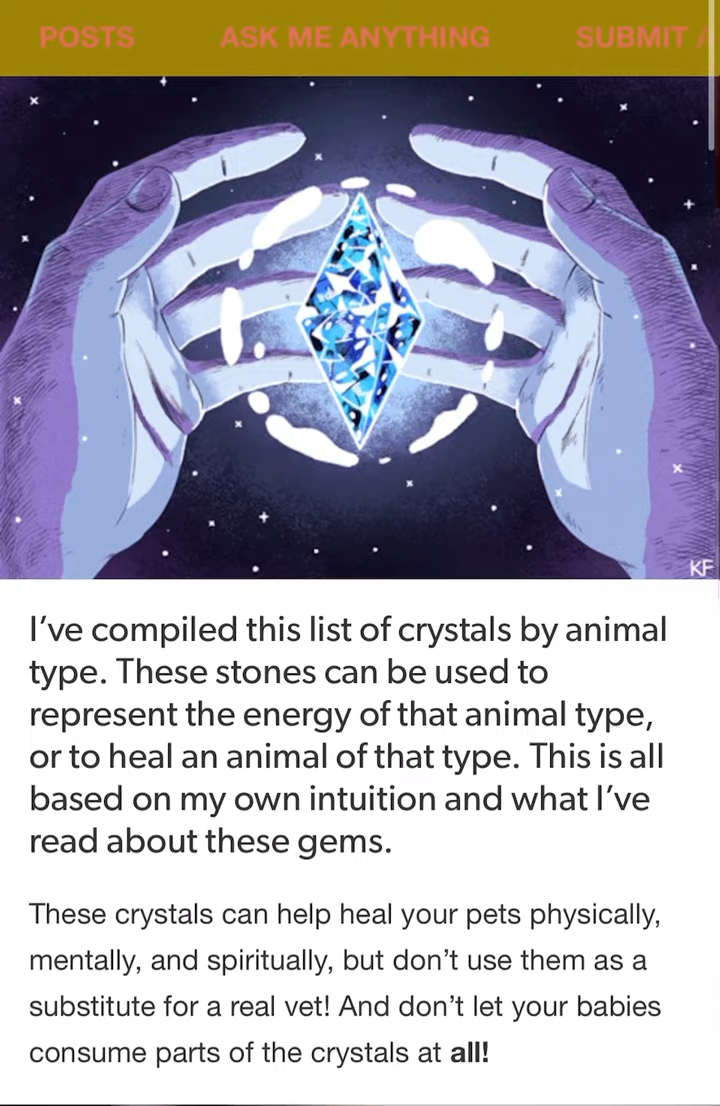 POSTS ASK ME ANYTHING SUBMIT
KF
I’ve compiled this list of crystals by animal
type. These stones can be used to
represent the energy of that animal type,
or to heal an animal of that type. This is all
based on my own intuition and what I’ve
read about these gems.
These crystals can help heal your pets physically,
mentally, and spiritually, but don’t use them as a
substitute for a real vet! And don’t let your babies
consume parts of the crystals at all!